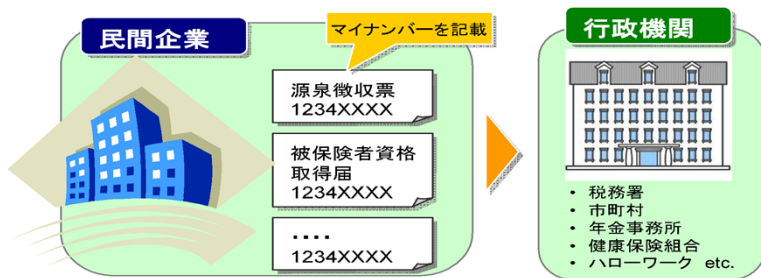 民間企業
マイナンバーを記載
源泉徴収票
1234XXXX
被保険者資格
取得届
1234XXXX
‥‥
1234XXXX
行政機関
・ 税務署
・ 市町村
・ 年金事務所
・ 健康保険組合
・ ハローワーク etc.